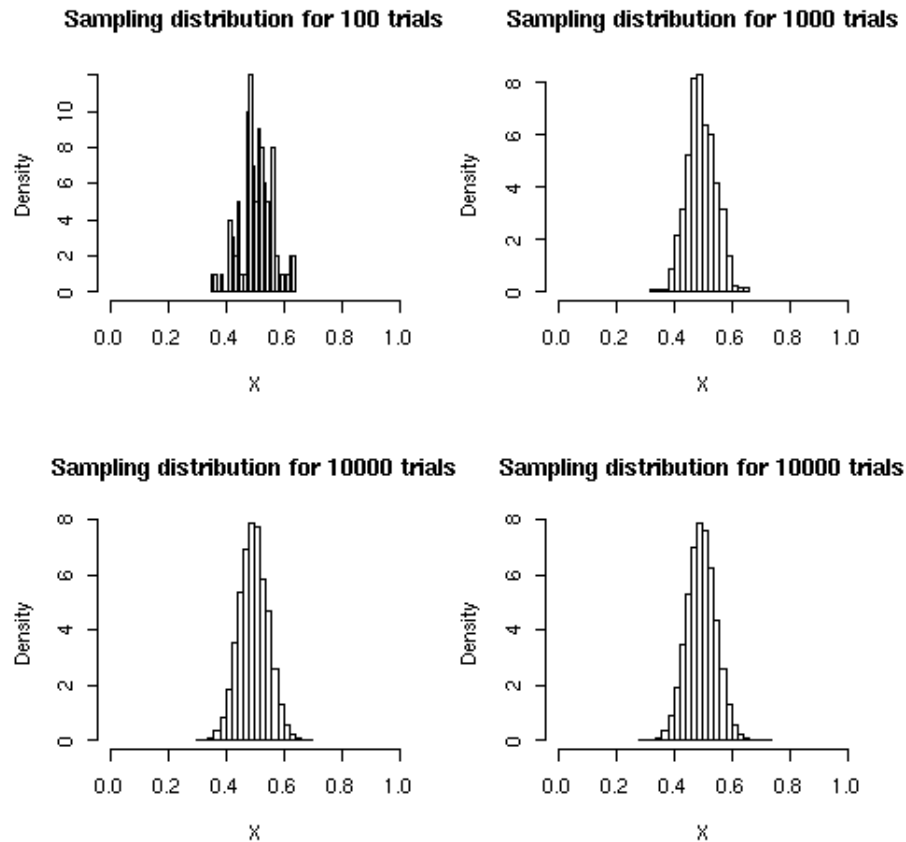 Sampling distribution for 100 trials
Density
0 2 4 6 8 10
0.0 0.2 0.4 0.6 0.8 1.0
X
Sampling distribution for 1000 trials
Density
0 2 4 6 8
0.0 0.2 0.4 0.6 0.8 1.0
X
Sampling distribution for 10000 trials
Density
0 2 4 6 8
0.0 0.2 0.4 0.6 0.8 1.0
X
Sampling distribution for 10000 trials
Density
0 2 4 6 8
0.0 0.2 0.4 0.6 0.8 1.0
X